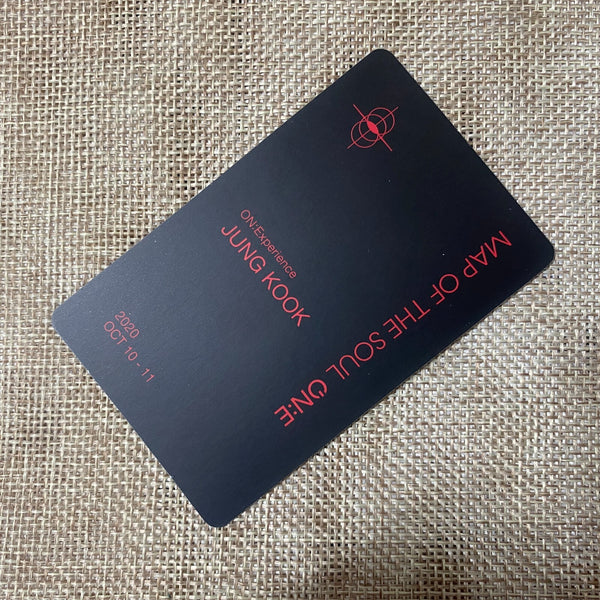 MAP OF THE SOUL ON:E
ON:Experience
JUNG KOOK
2020
OCT 10 - 11